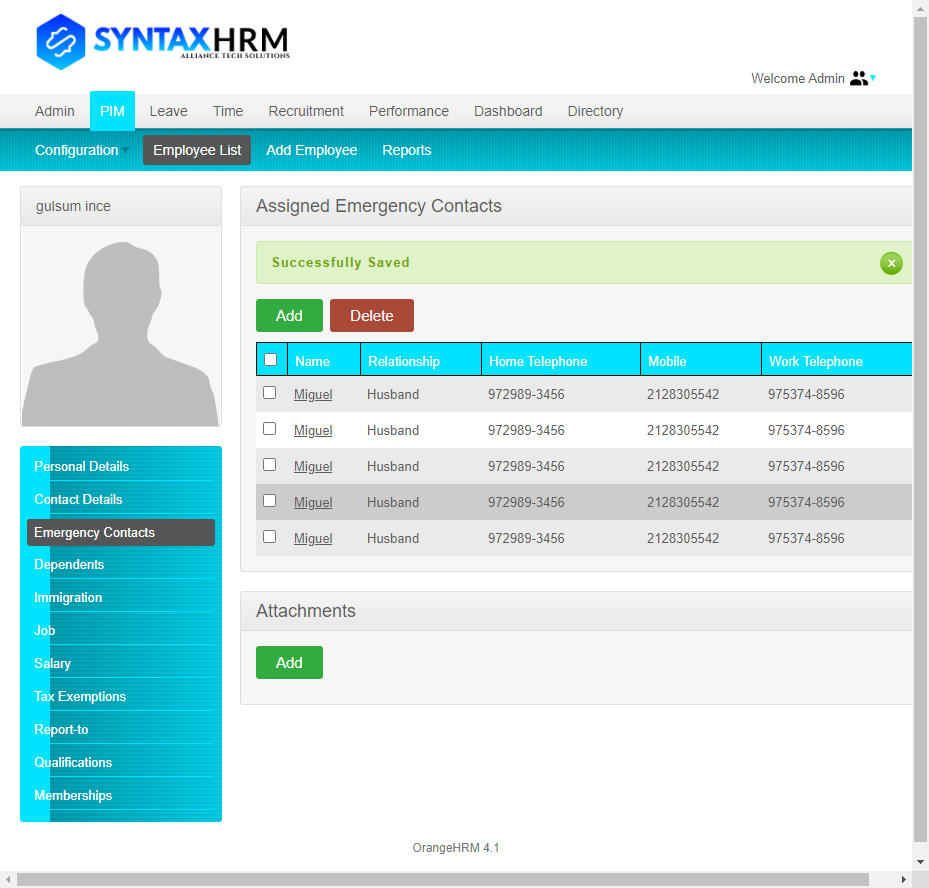 SYNTAXHRM
ALLIANCE TECH SOLUTIONS
Welcome Admin
Admin PIM Leave Time Recruitment Performance Dashboard Directory
Configuration Employee List Add Employee Reports
gulsum ince
Personal Details
Contact Details
Emergency Contacts
Dependents
Immigration
Job
Salary
Tax Exemptions
Report-to
Qualifications
Memberships
Assigned Emergency Contacts
Successfully Saved
Add Delete
Name Relationship Home Telephone Mobile Work Telephone
Miguel Husband 972989-3456 2128305542 975374-8596
Miguel Husband 972989-3456 2128305542 975374-8596
Miguel Husband 972989-3456 2128305542 975374-8596
Miguel Husband 972989-3456 2128305542 975374-8596
Miguel Husband 972989-3456 2128305542 975374-8596
Attachments
Add
OrangeHRM 4.1